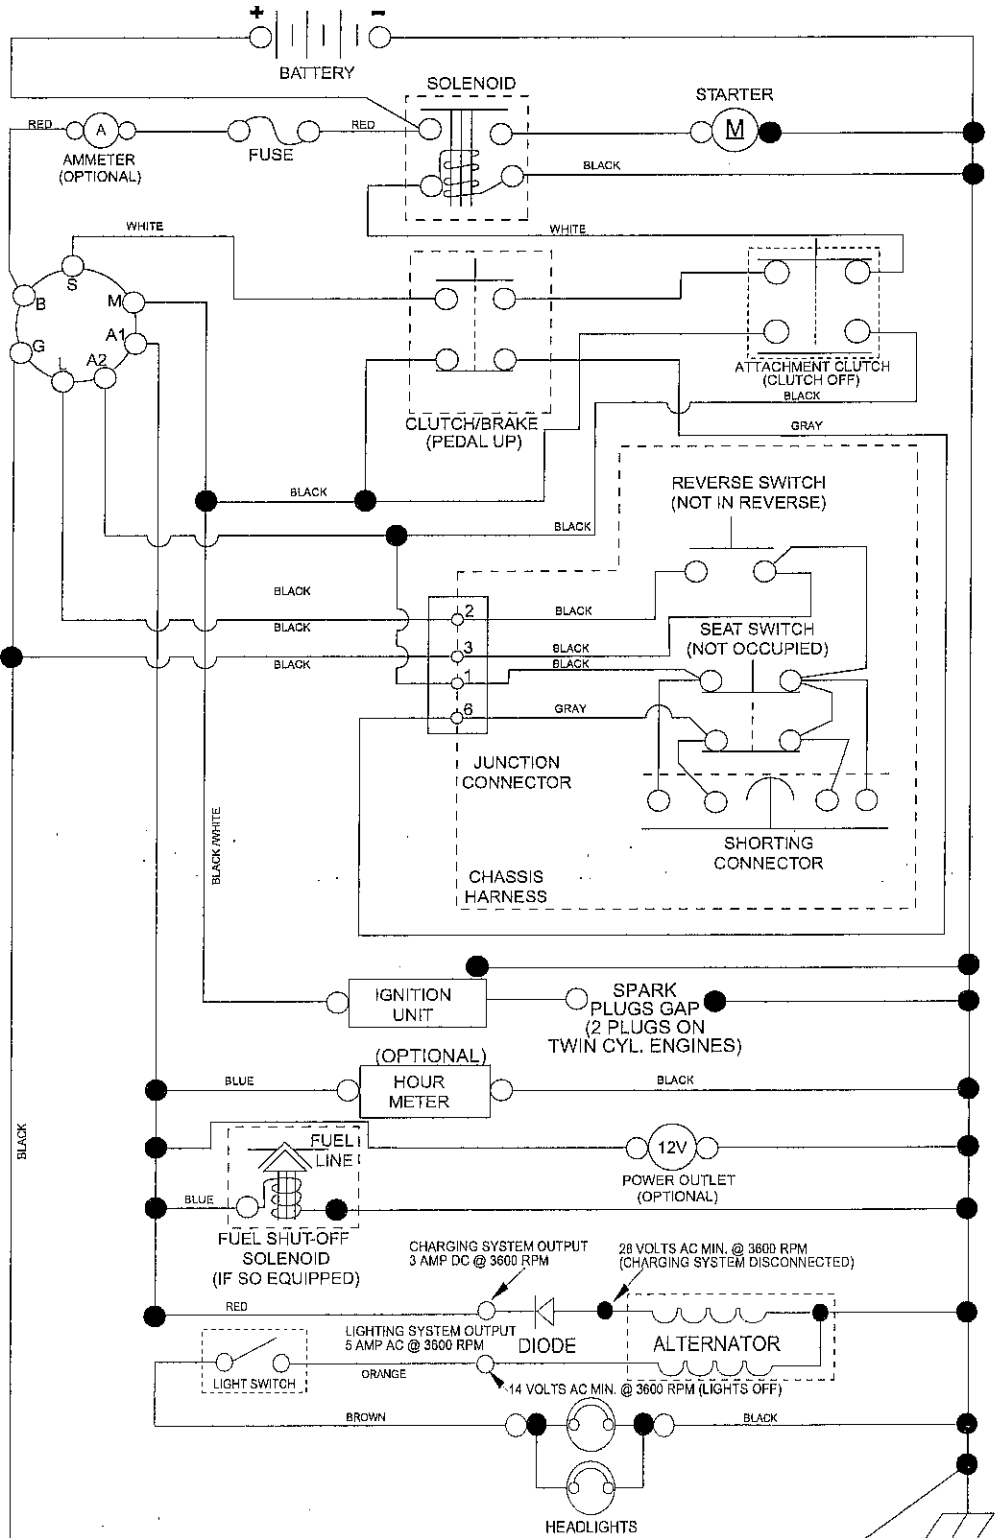 + -
BATTERY
SOLENOID
STARTER
RED
A
RED
M
AMMETER
(OPTIONAL)
FUSE
BLACK
WHITE
WHITE
S
B
M
G
A1
L
A2
ATTACHMENT CLUTCH
(CLUTCH OFF)
BLACK
CLUTCH/BRAKE
(PEDAL UP)
GRAY
REVERSE SWITCH
(NOT IN REVERSE)
BLACK
BLACK
BLACK
2
BLACK
BLACK
SEAT SWITCH
(NOT OCCUPIED)
3
BLACK
BLACK
BLACK
1
6
GRAY
JUNCTION
CONNECTOR
SHORTING
CONNECTOR
CHASSIS
HARNESS
BLACK/WHITE
IGNITION
UNIT
SPARK
PLUGS GAP
(2 PLUGS ON
TWIN CYL. ENGINES)
(OPTIONAL)
BLUE
HOUR
METER
BLACK
BLACK
FUEL
LINE
12V
POWER OUTLET
(OPTIONAL)
BLUE
FUEL SHUT-OFF
SOLENOID
(IF SO EQUIPPED)
CHARGING SYSTEM OUTPUT
3 AMP DC @ 3600 RPM
28 VOLTS AC MIN. @ 3600 RPM
(CHARGING SYSTEM DISCONNECTED)
RED
LIGHTING SYSTEM OUTPUT
5 AMP AC @ 3600 RPM
DIODE
ALTERNATOR
LIGHT SWITCH
ORANGE
14 VOLTS AC MIN. @ 3600 RPM (LIGHTS OFF)
BROWN
BLACK
HEADLIGHTS